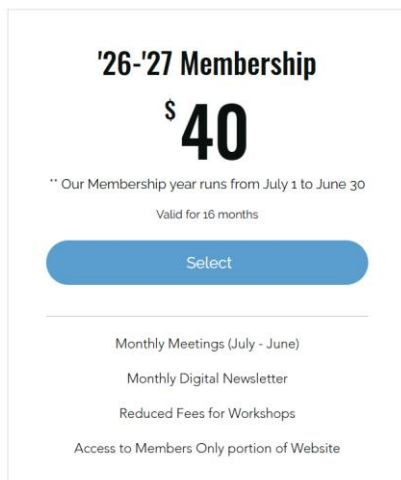 '26-'27 Membership
$ 40
** Our Membership year runs from July 1 to June 30
Valid for 16 months
Select
Monthly Meetings (July - June)
Monthly Digital Newsletter
Reduced Fees for Workshops
Access to Members Only portion of Website